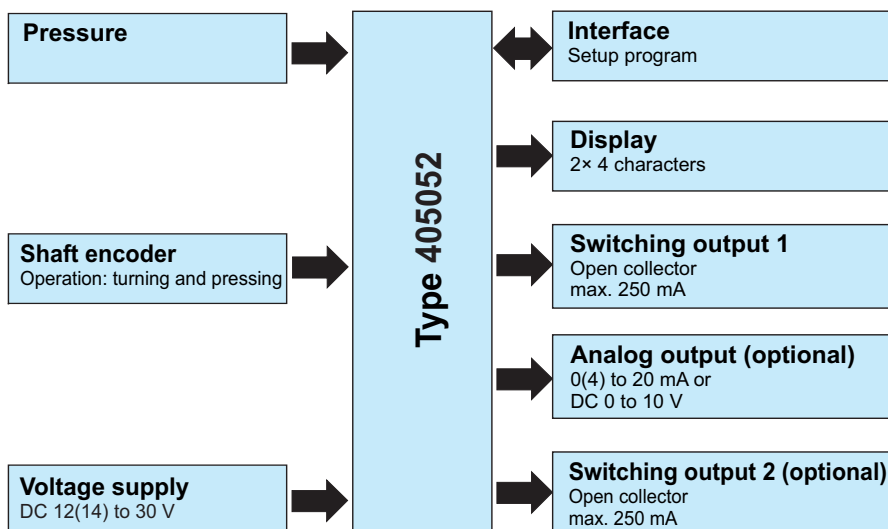 Pressure
Shaft encoder
Operation: turning and pressing
Voltage supply
DC 12(14) to 30 V
Type 405052
Interface
Setup program
Display
2× 4 characters
Switching output 1
Open collector
max. 250 mA
Analog output (optional)
0(4) to 20 mA or
DC 0 to 10 V
Switching output 2 (optional)
Open collector
max. 250 mA